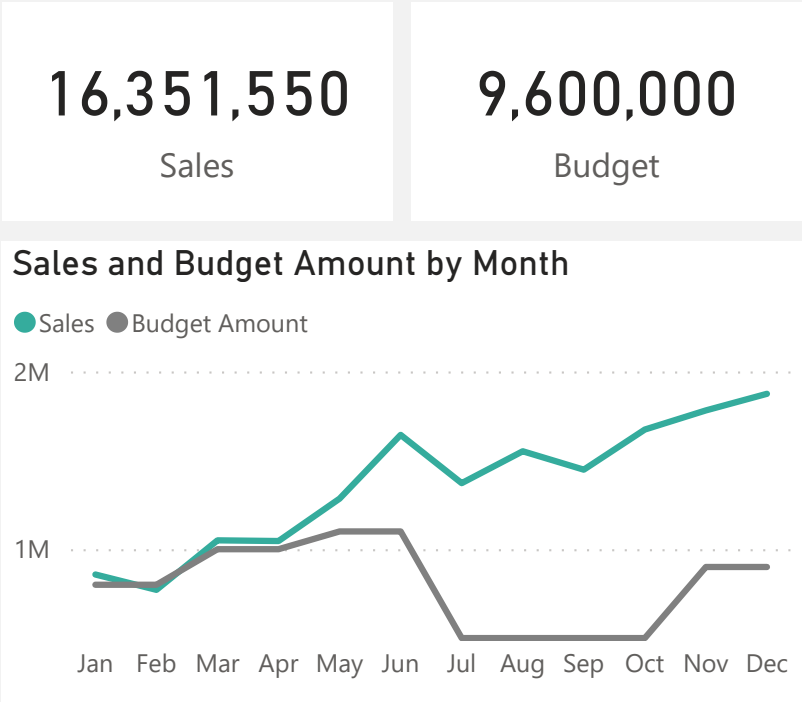 16,351,550
Sales
9,600,000
Budget
Sales and Budget Amount by Month
Sales Budget Amount
2M
1M
Jan Feb Mar Apr May Jun Jul Aug Sep Oct Nov Dec